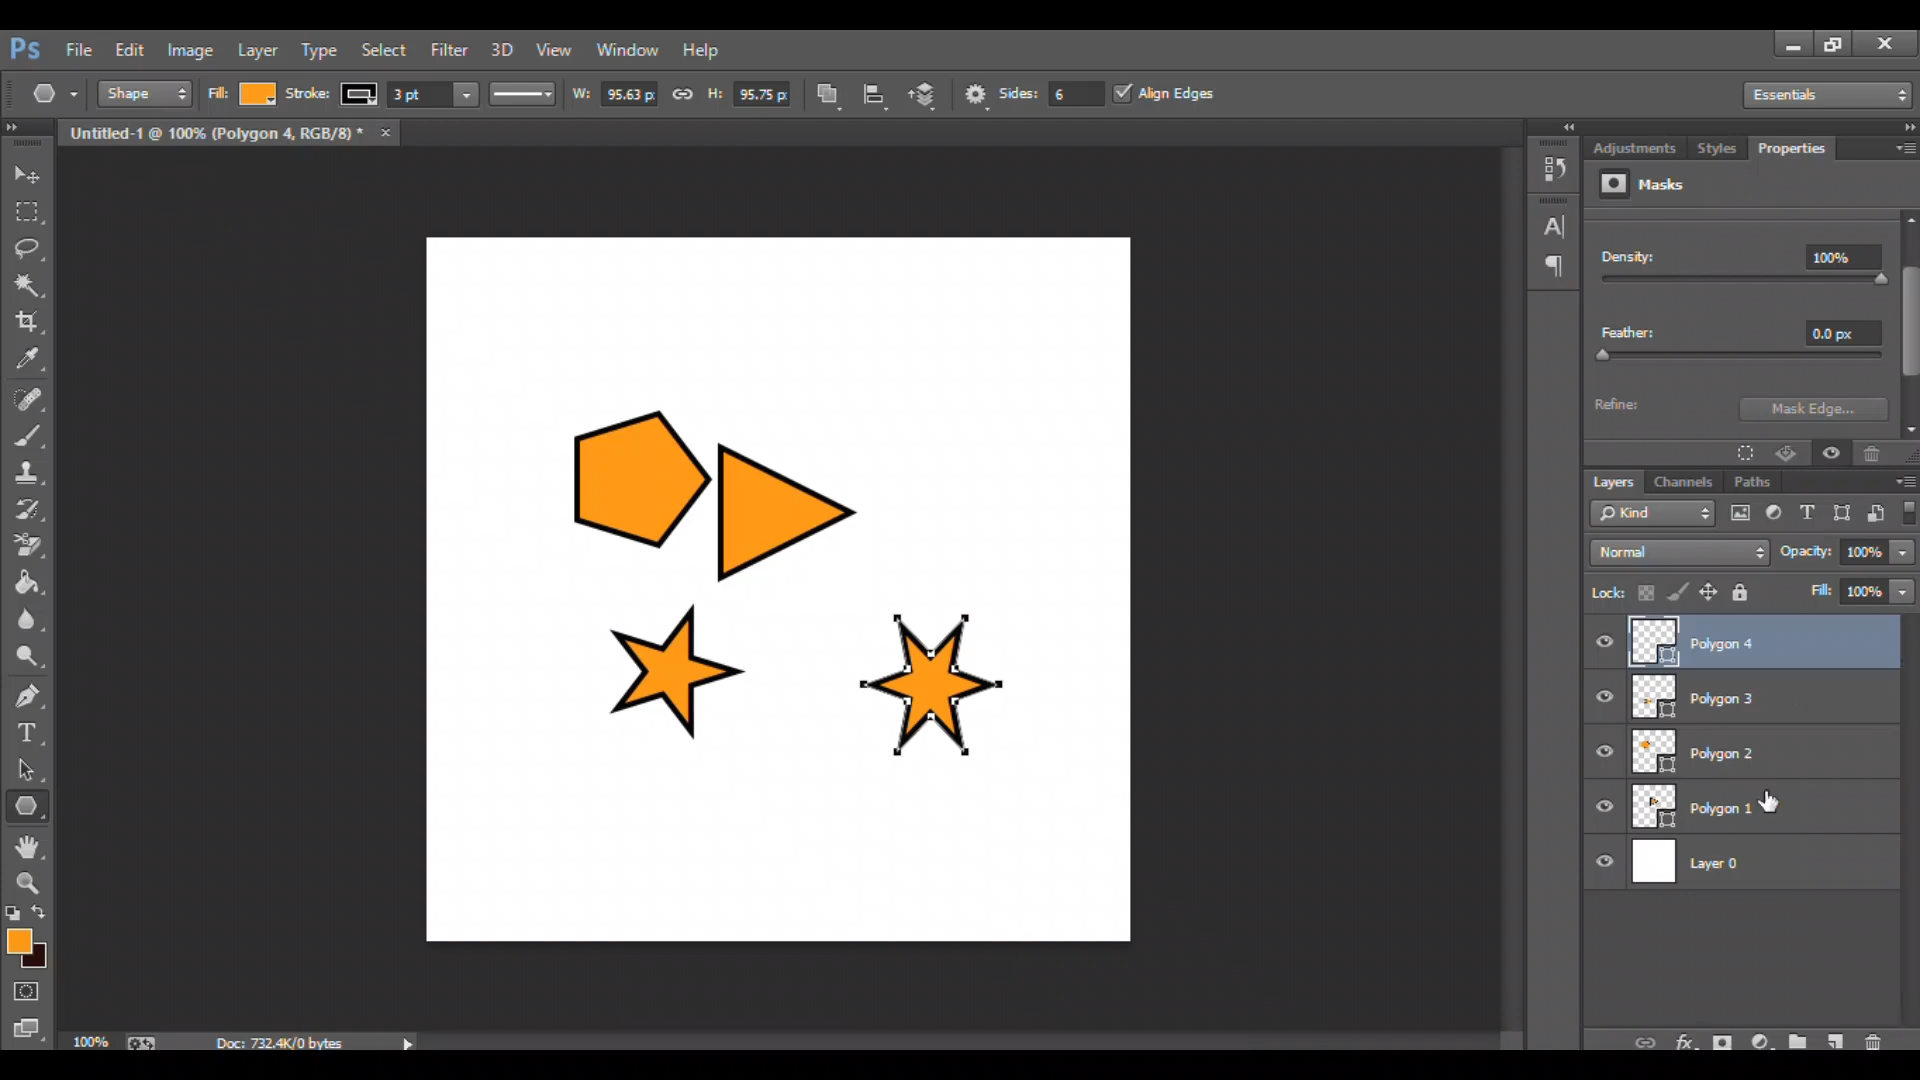 Ps File Edit Image Layer Type Select Filter 3D View Window Help
Shape Fill: Stroke: 3 pt W: 95.63 p: H: 95.75 p: Sides: 6 Align Edges Essentials
Untitled-1 @ 100% (Polygon 4, RGB/8) * ×
Adjustments Styles Properties
Masks
Density: 100%
Feather: 0.0 px
Refine: Mask Edge...
Layers Channels Paths
Kind
Normal Opacity: 100%
Lock: Fill: 100%
Polygon 4
Polygon 3
Polygon 2
Polygon 1
Layer 0
100% Doc: 732.4K/0 bytes
fx